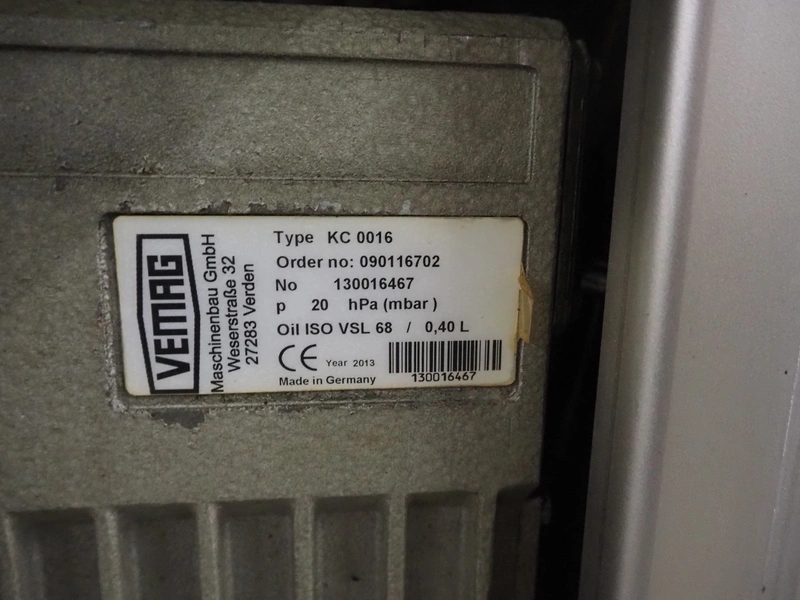 VEMAG
Maschinenbau GmbH
Weserstraße 32
27283 Verden
Type KC 0016
Order no: 090116702
No 130016467
p 20 hPa (mbar )
Oil ISO VSL 68 / 0,40 L
CE Year 2013
Made in Germany
130016467